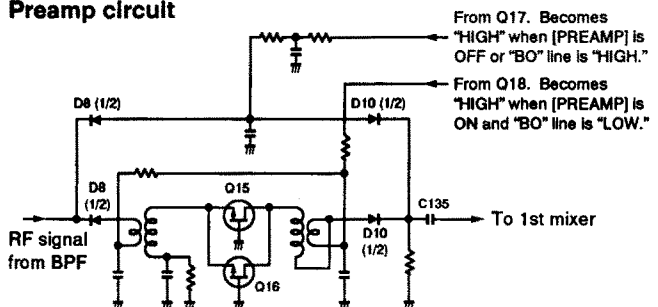 Preamp circuit
From Q17. Becomes
"HIGH" when [PREAMP] is
OFF or "BO" line is "HIGH."
From Q18. Becomes
"HIGH" when [PREAMP] is
ON and "BO" line is "LOW."
D8 (1/2)
D10 (1/2)
D8
(1/2)
Q15
C135
To 1st mixer
RF signal
from BPF
D10
(1/2)
Q16